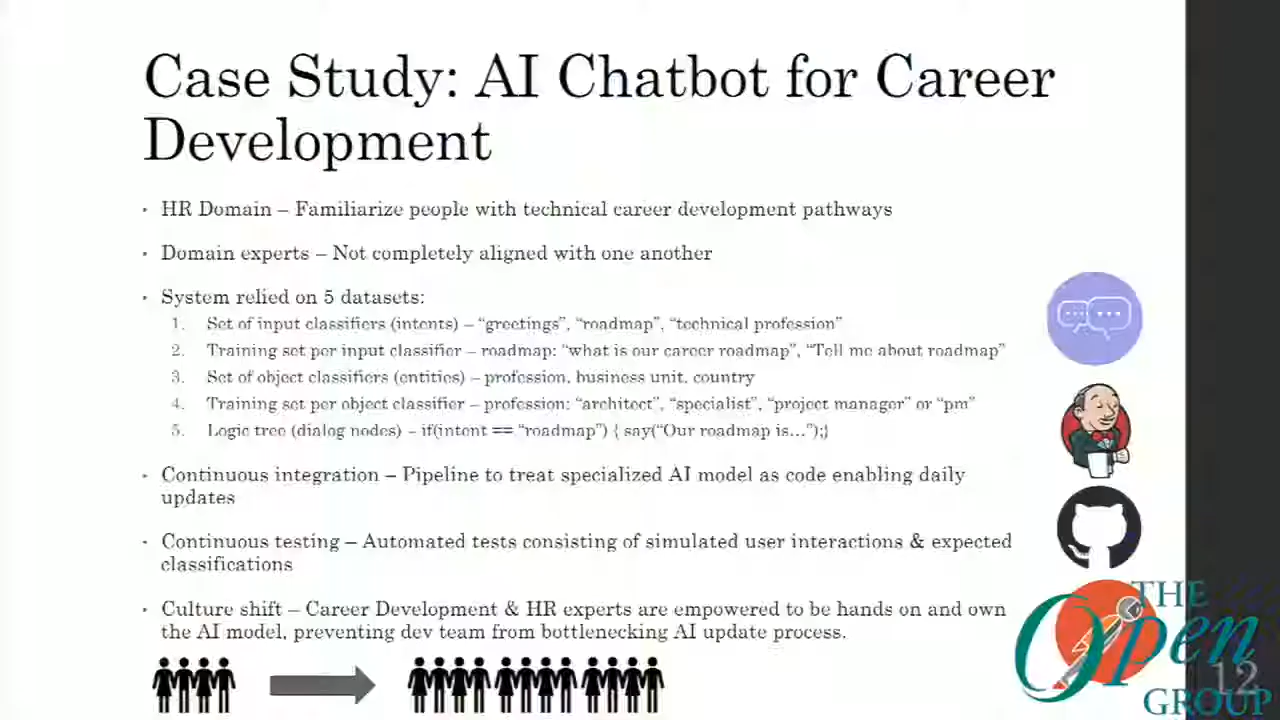 Case Study: AI Chatbot for Career
Development
• HR Domain – Familiarize people with technical career development pathways
• Domain experts – Not completely aligned with one another
• System relied on 5 datasets:
1. Set of input classifiers (intents) – “greetings”, “roadmap”, “technical profession”
2. Training set per input classifier – roadmap: “what is our career roadmap”, “Tell me about roadmap”
3. Set of object classifiers (entities) – profession, business unit, country
4. Training set per object classifier – profession: “architect”, “specialist”, “project manager” or “pm”
5. Logic tree (dialog nodes) – if(intent == “roadmap”) { say(“Our roadmap is…”);}
• Continuous integration – Pipeline to treat specialized AI model as code enabling daily
updates
• Continuous testing – Automated tests consisting of simulated user interactions & expected
classifications
• Culture shift – Career Development & HR experts are empowered to be hands on and own
the AI model, preventing dev team from bottlenecking AI update process.
THE
Open
GROUP
12